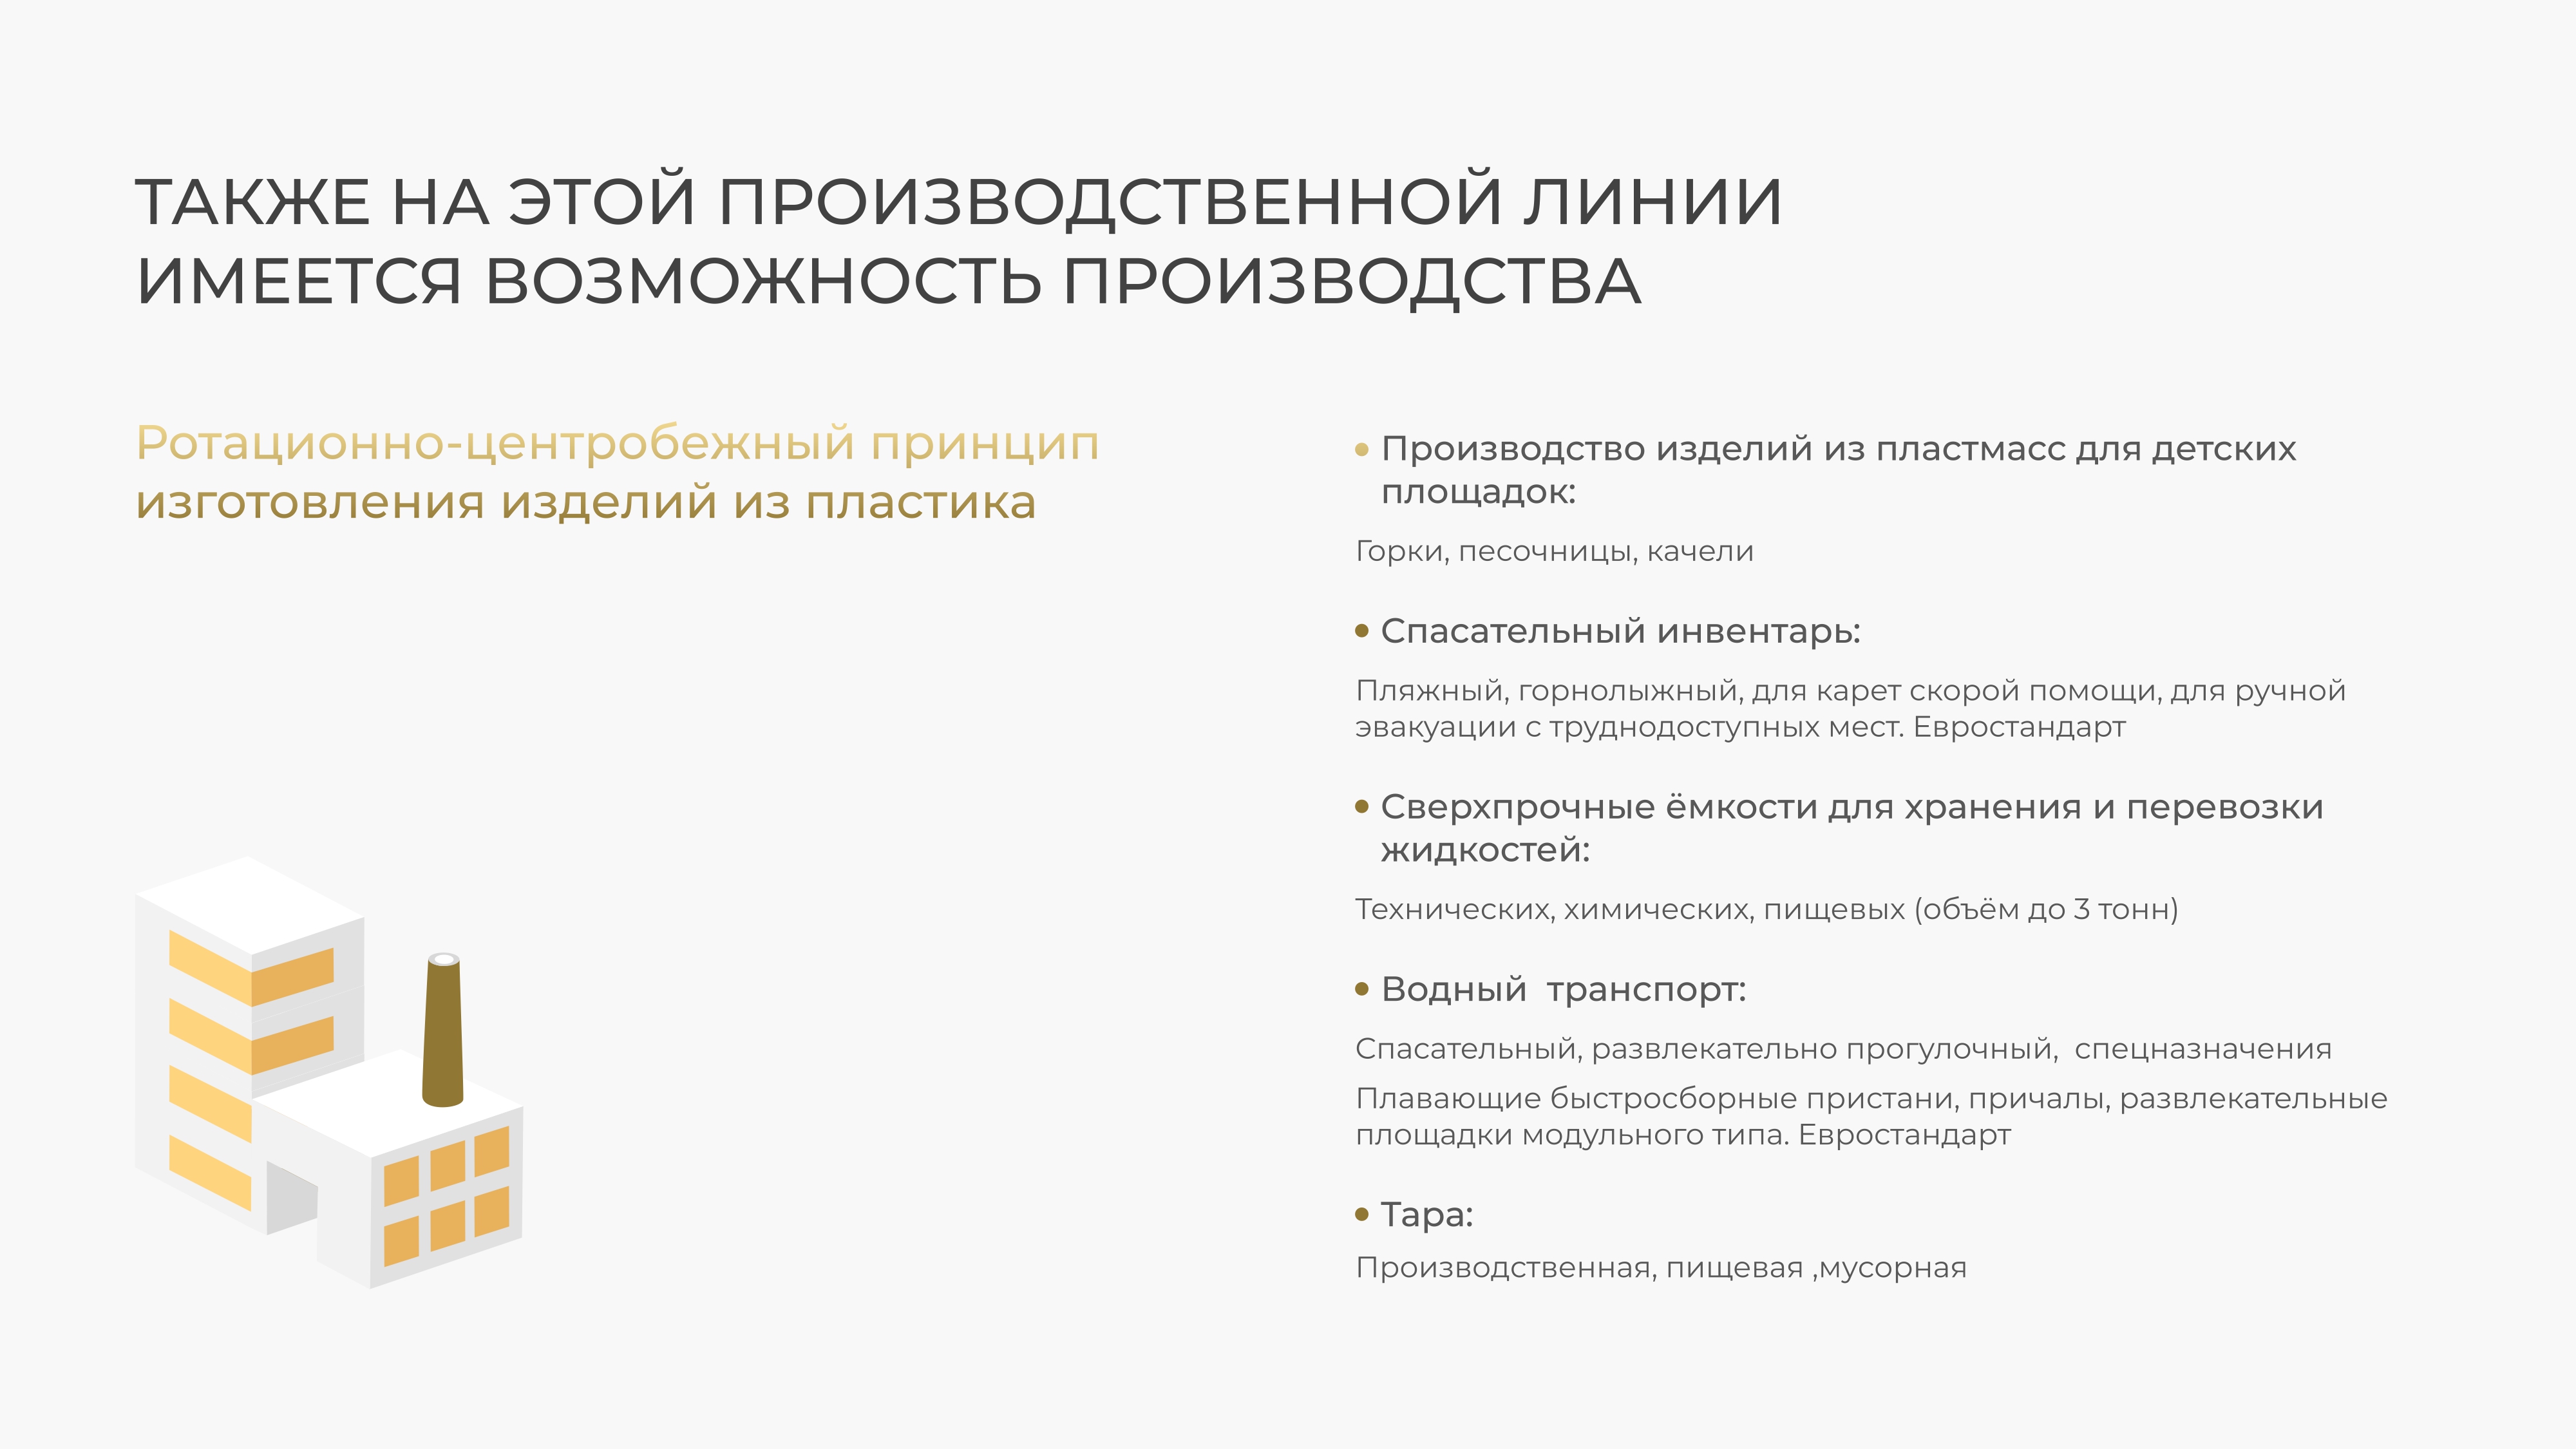 ТАКЖЕ НА ЭТОЙ ПРОИЗВОДСТВЕННОЙ ЛИНИИ
ИМЕЕТСЯ ВОЗМОЖНОСТЬ ПРОИЗВОДСТВА
Ротационно-центробежный принцип
изготовления изделий из пластика
• Производство изделий из пластмасс для детских
площадок:
Горки, песочницы, качели
• Спасательный инвентарь:
Пляжный, горнолыжный, для карет скорой помощи, для ручной
эвакуации с труднодоступных мест. Евростандарт
• Сверхпрочные ёмкости для хранения и перевозки
жидкостей:
Технических, химических, пищевых (объём до 3 тонн)
• Водный  транспорт:
Спасательный, развлекательно прогулочный,  спецназначения
Плавающие быстросборные пристани, причалы, развлекательные
площадки модульного типа. Евростандарт
• Тара:
Производственная, пищевая ,мусорная